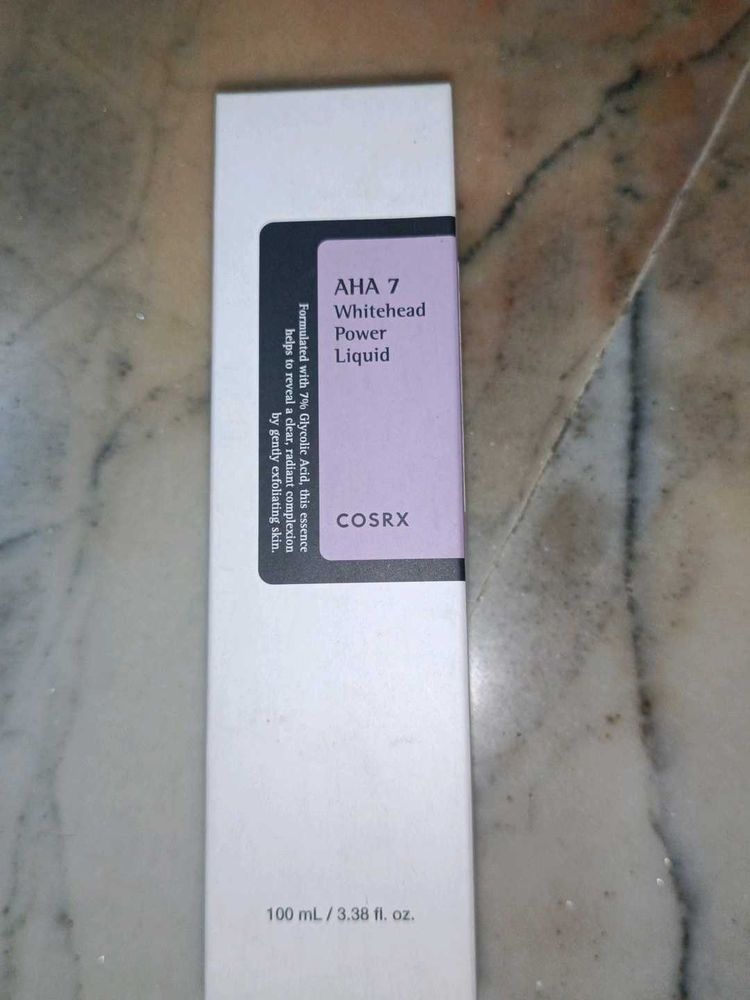 AHA 7
Whitehead
Power
Liquid
COSRX
Formulated with 7% Glycolic Acid, this essence
helps to reveal a clear, radiant complexion
by gently exfoliating skin.
100 mL / 3.38 fl. oz.